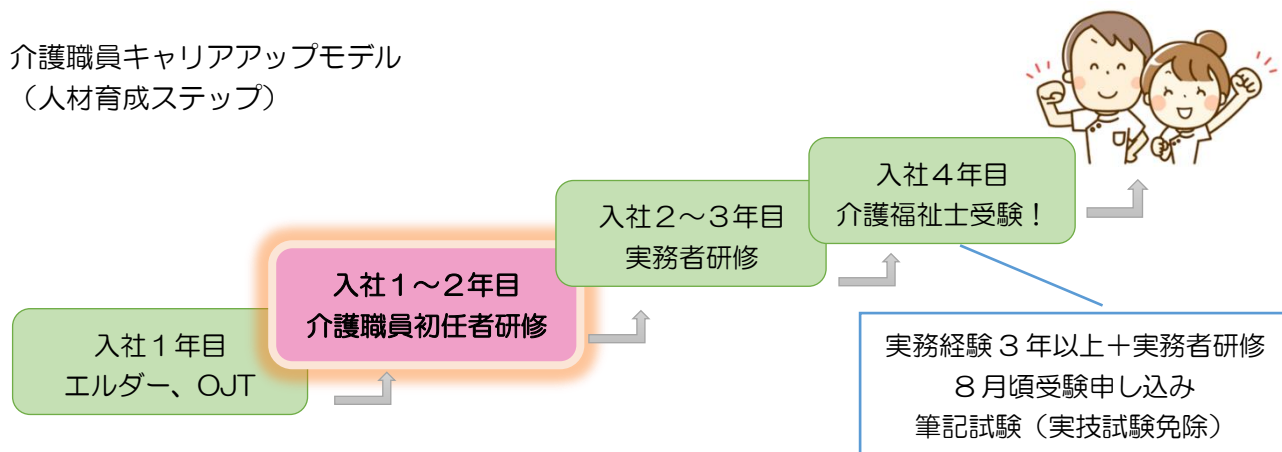 介護職員キャリアアップモデル
（人材育成ステップ）
入社１年目
エルダー、OJT
入社１～２年目
介護職員初任者研修
入社２～３年目
実務者研修
入社４年目
介護福祉士受験！
実務経験３年以上＋実務者研修
８月頃受験申し込み
筆記試験（実技試験免除）